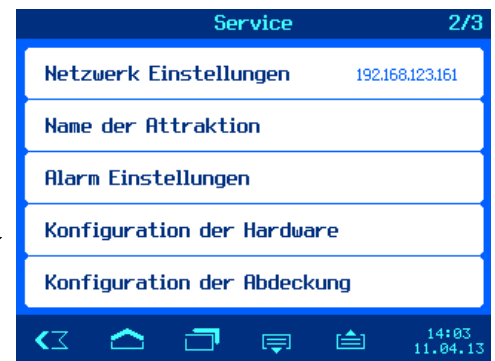 Service 2/3
Netzwerk Einstellungen 192.168.123.161
Name der Attraktion
Alarm Einstellungen
Konfiguration der Hardware
Konfiguration der Abdeckung
14:03
11.04.13